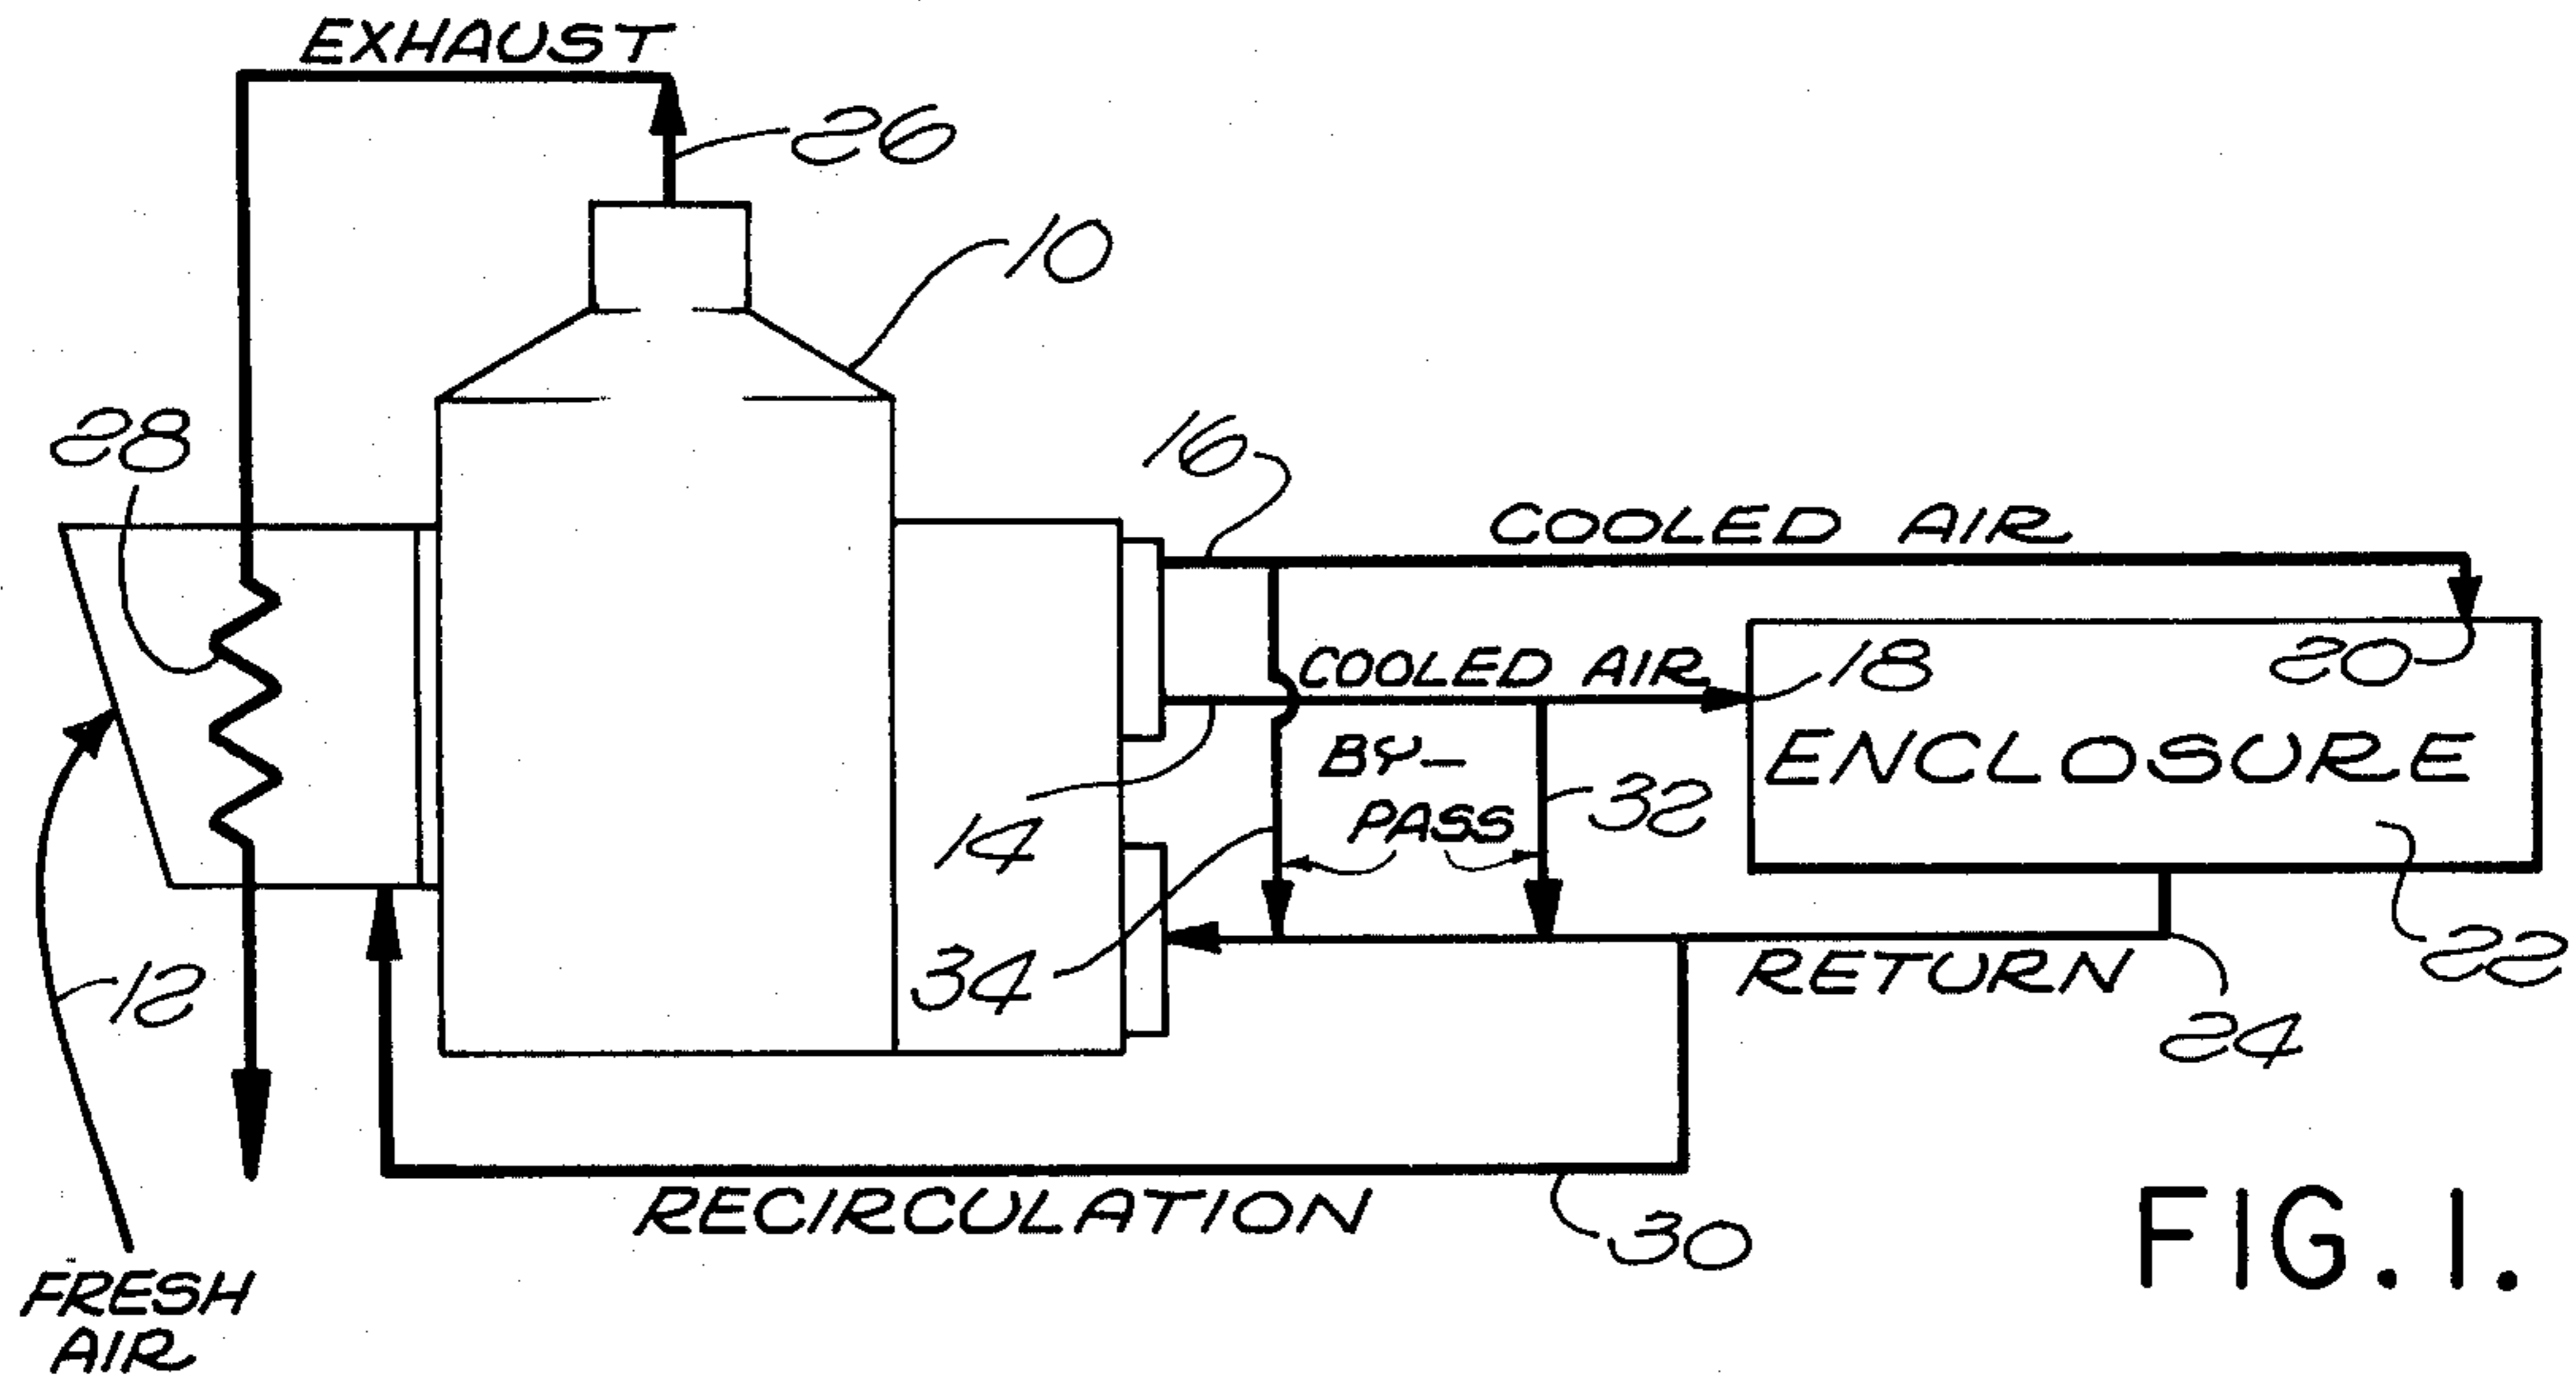 EXHAUST
26
10
28
16
COOLED AIR
20
COOLED AIR
18
ENCLOSURE
BY-
PASS
32
14
34
22
12
RETURN
24
RECIRCULATION
30
FRESH
AIR
FIG. 1.